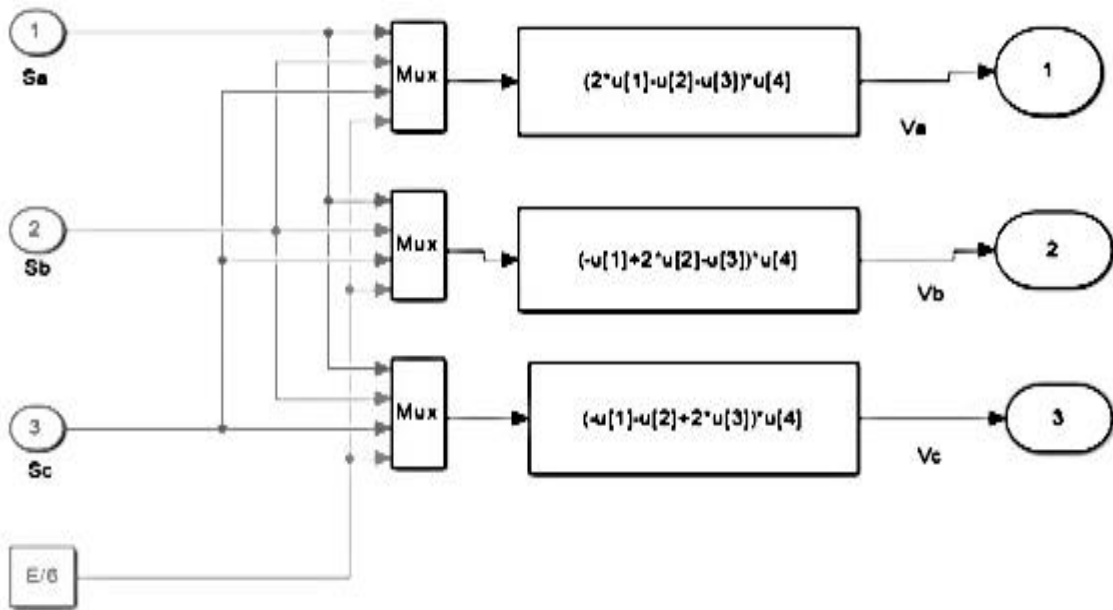 1
Sa
Mux
(2*u[1]-u[2]-u[3])*u[4]
Va
1
2
Sb
Mux
(-u[1]+2*u[2]-u[3])*u[4]
Vb
2
3
Sc
Mux
(-u[1]-u[2]+2*u[3])*u[4]
Vc
3
E/6